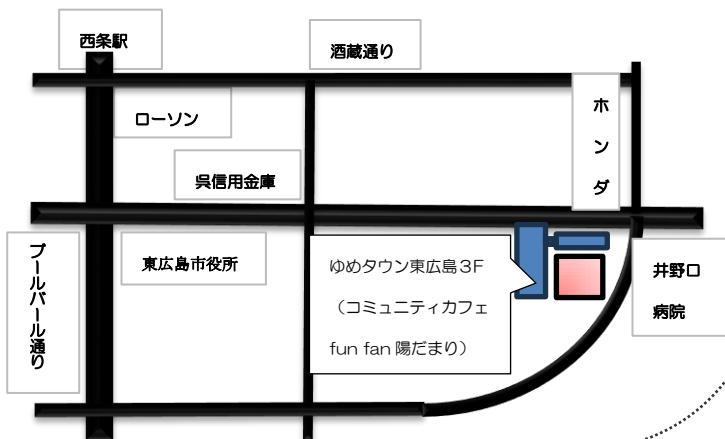 西条駅
酒蔵通り
ローソン
ホンダ
呉信用金庫
ブールバール通り
東広島市役所
ゆめタウン東広島3F
（コミュニティカフェ
fun fan 陽だまり）
井野口
病院